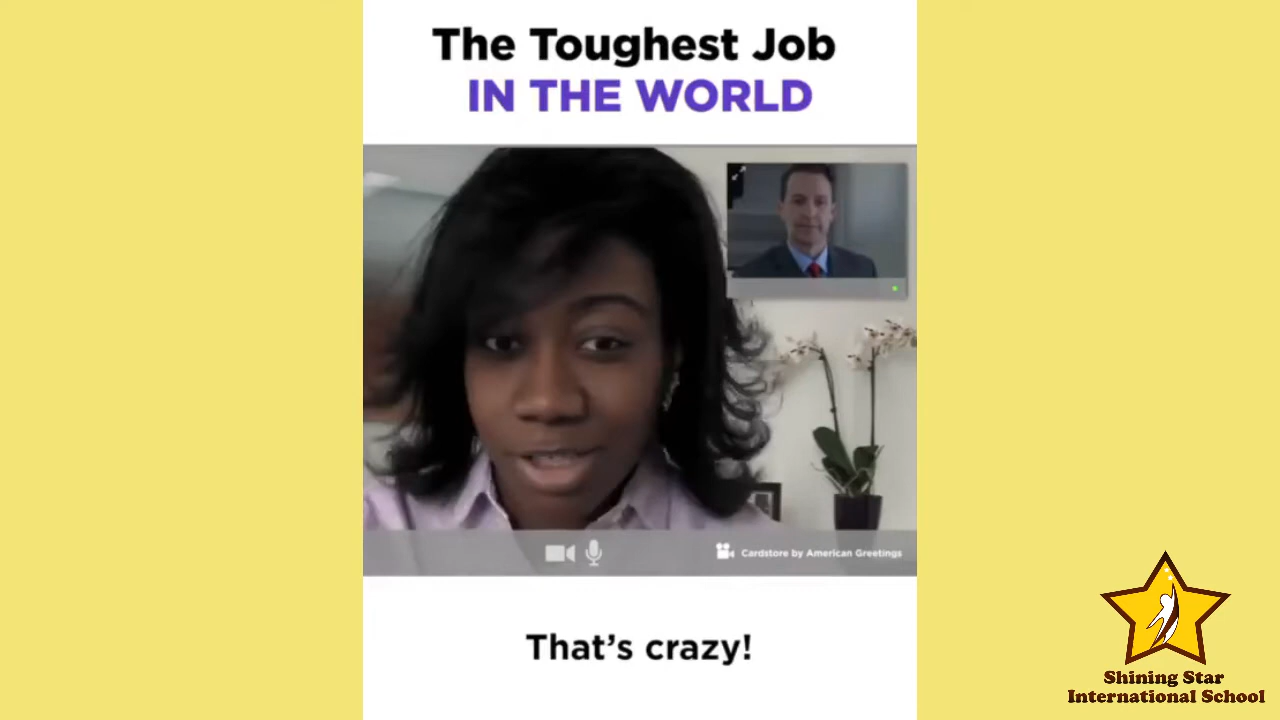 The Toughest Job
IN THE WORLD
Cardstore by American Greetings
That's crazy!
Shining Star
International School